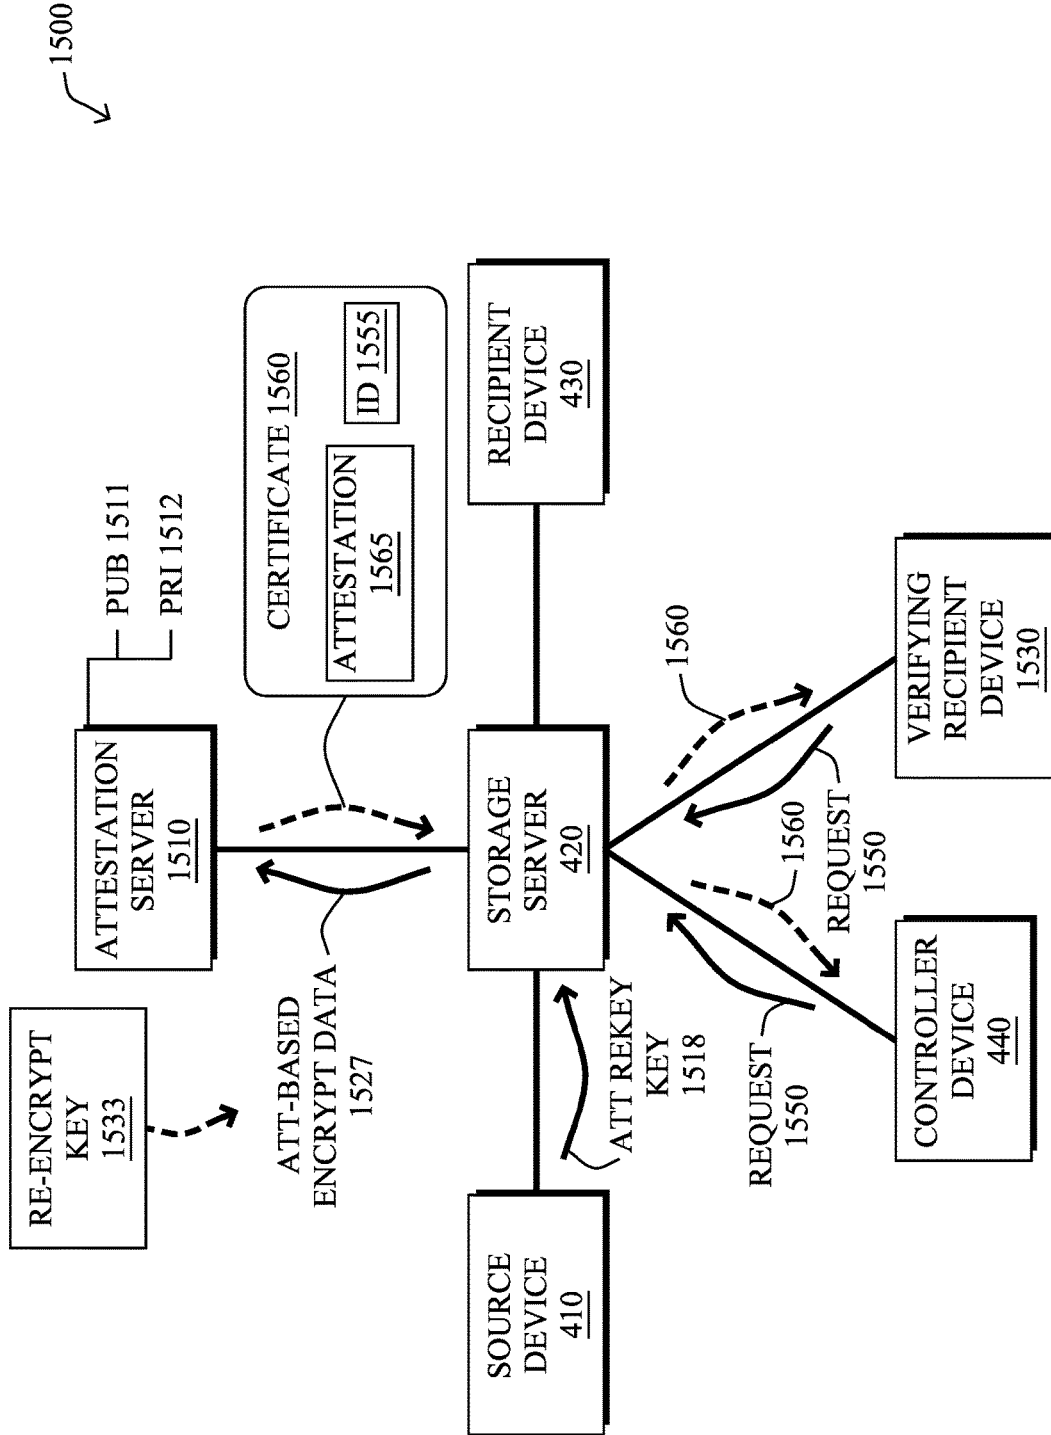 1500
RE-ENCRYPT
KEY
1533
ATTESTATION
SERVER
1510
PUB 1511
PRI 1512
ATT-BASED
ENCRYPT DATA
1527
CERTIFICATE 1560
ATTESTATION
1565
ID 1555
SOURCE
DEVICE
410
STORAGE
SERVER
420
RECIPIENT
DEVICE
430
ATT REKEY
KEY
1518
REQUEST
1550
1560
REQUEST
1550
1560
CONTROLLER
DEVICE
440
VERIFYING
RECIPIENT
DEVICE
1530